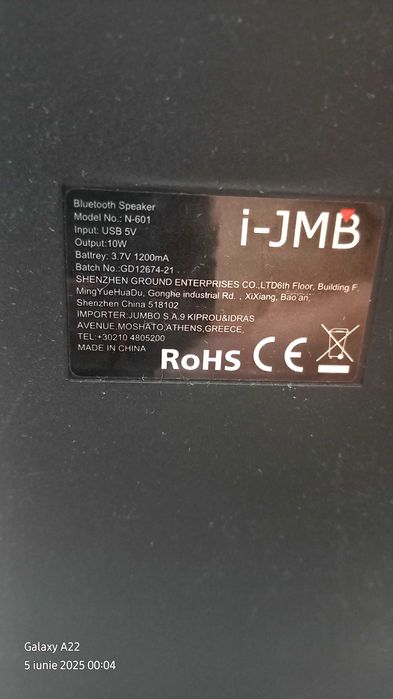 Bluetooth Speaker
Model No.: N-601
Input: USB 5V
Output:10W
Battrey: 3.7V 1200mA
Batch No.:GD12674-21
SHENZHEN GROUND ENTERPRISES CO.,LTD6th Floor, Building F,
MingYueHuaDu, Gonghe industrial Rd. , XiXiang, Bao'an,
Shenzhen China 518102
IMPORTER:JUMBO S.A.9 KIPROU&IDRAS
AVENUE,MOSHATO,ATHENS,GREECE,
TEL:+30210 4805200
MADE IN CHINA
i-JMB
RoHS CE
Galaxy A22
5 iunie 2025 00:04